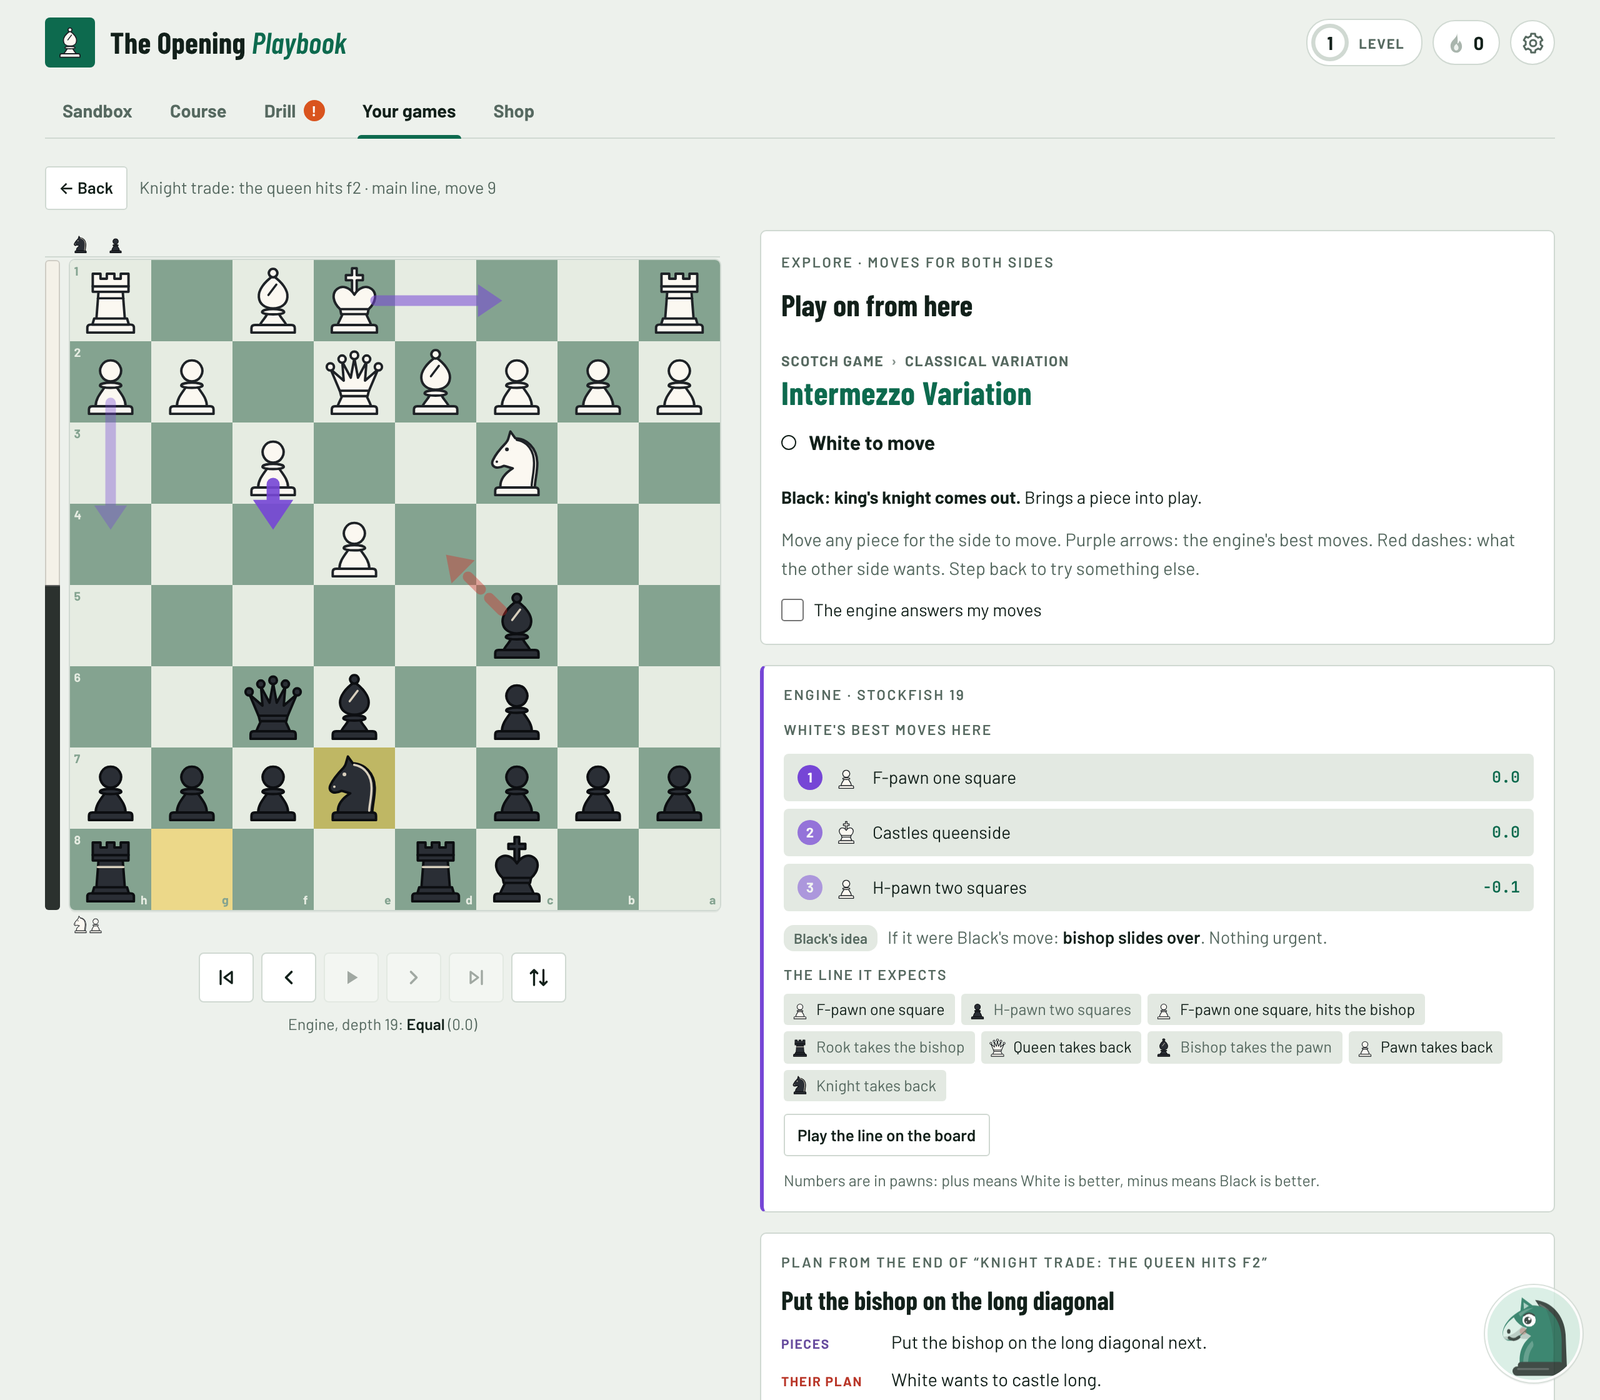 The Opening Playbook
1 LEVEL
0
Sandbox Course Drill ! Your games Shop
← Back
Knight trade: the queen hits f2 · main line, move 9
1
2
3
4
5
6
7
8
h g f e d c b a
Engine, depth 19: Equal (0.0)
EXPLORE · MOVES FOR BOTH SIDES
Play on from here
SCOTCH GAME › CLASSICAL VARIATION
Intermezzo Variation
White to move
Black: king's knight comes out. Brings a piece into play.
Move any piece for the side to move. Purple arrows: the engine's best moves. Red dashes: what
the other side wants. Step back to try something else.
The engine answers my moves
ENGINE · STOCKFISH 19
WHITE'S BEST MOVES HERE
1 F-pawn one square 0.0
2 Castles queenside 0.0
3 H-pawn two squares -0.1
Black's idea If it were Black's move: bishop slides over. Nothing urgent.
THE LINE IT EXPECTS
F-pawn one square H-pawn two squares F-pawn one square, hits the bishop
Rook takes the bishop Queen takes back Bishop takes the pawn Pawn takes back
Knight takes back
Play the line on the board
Numbers are in pawns: plus means White is better, minus means Black is better.
PLAN FROM THE END OF “KNIGHT TRADE: THE QUEEN HITS F2”
Put the bishop on the long diagonal
PIECES Put the bishop on the long diagonal next.
THEIR PLAN White wants to castle long.